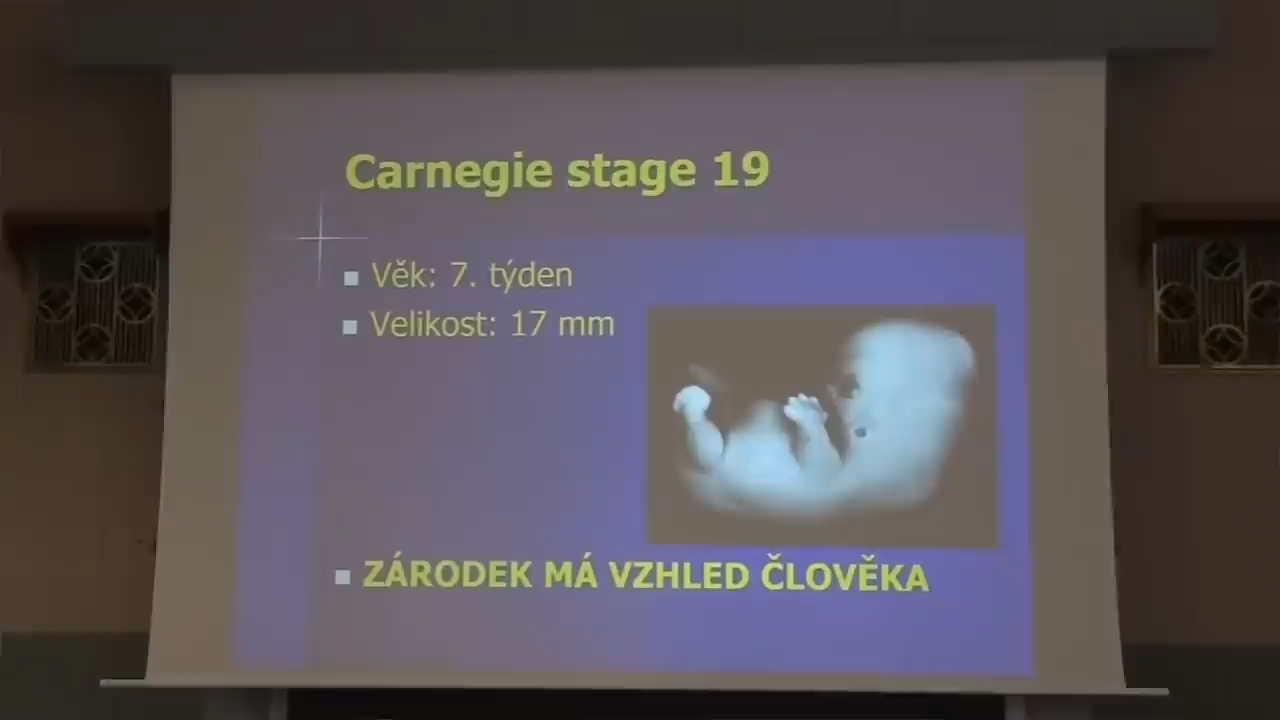 Carnegie stage 19
Věk: 7. týden
Velikost: 17 mm
ZÁRODEK MÁ VZHLED ČLOVĚKA